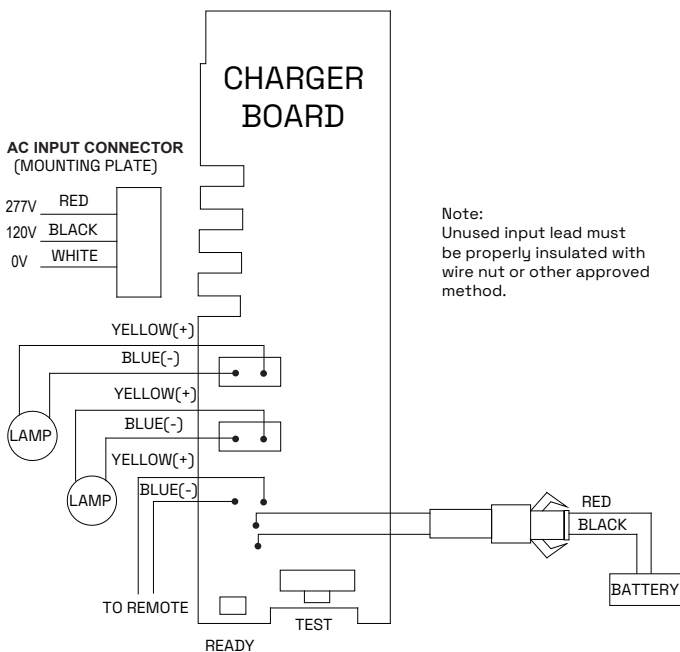 CHARGER
BOARD
AC INPUT CONNECTOR
(MOUNTING PLATE)
277V RED
120V BLACK
0V WHITE
Note:
Unused input lead must
be properly insulated with
wire nut or other approved
method.
YELLOW(+)
BLUE(-)
YELLOW(+)
LAMP
BLUE(-)
YELLOW(+)
LAMP
BLUE(-)
RED
BLACK
BATTERY
TO REMOTE
TEST
READY